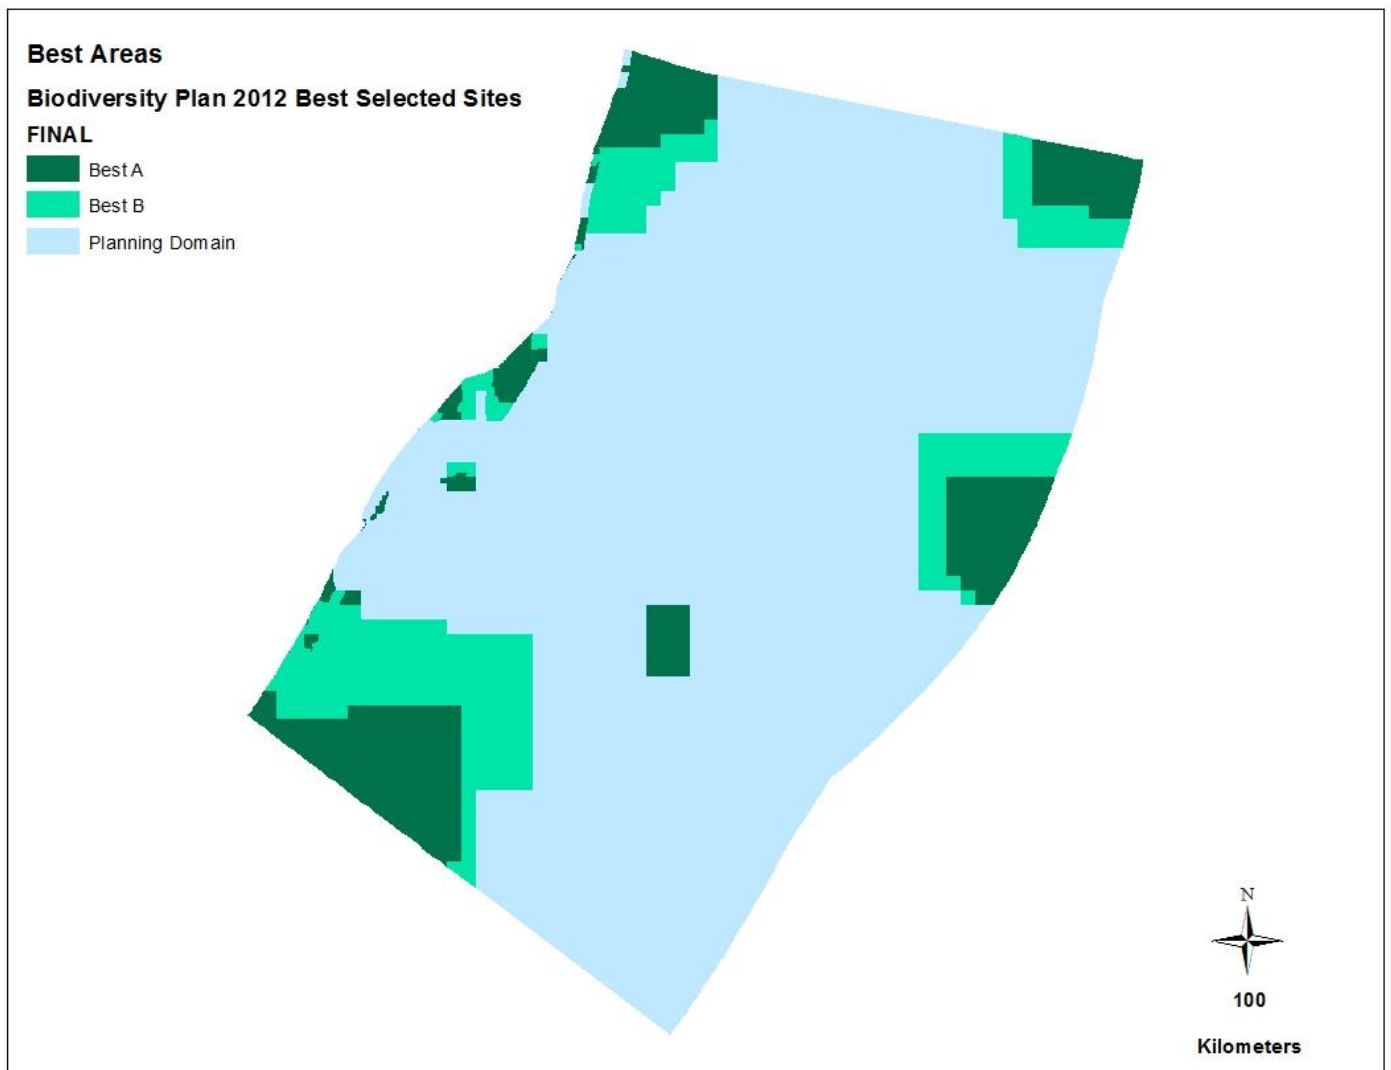 Best Areas
Biodiversity Plan 2012 Best Selected Sites
FINAL
Best A
Best B
Planning Domain
N
100
Kilometers